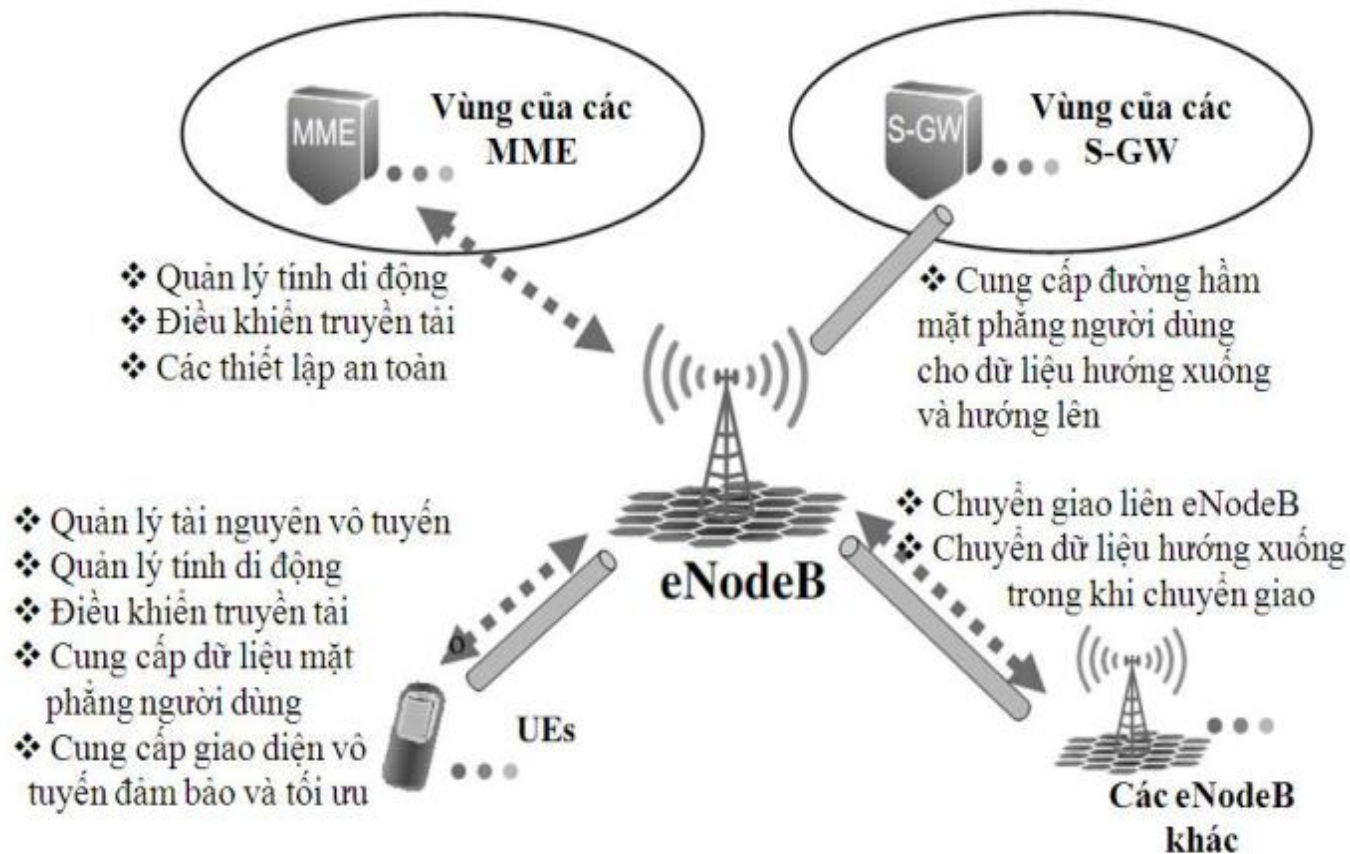 MME
Vùng của các
MME
S-GW
Vùng của các
S-GW
❖ Quản lý tính di động
❖ Điều khiển truyền tải
❖ Các thiết lập an toàn
❖ Cung cấp đường hầm
mặt phẳng người dùng
cho dữ liệu hướng xuống
và hướng lên
eNodeB
❖ Quản lý tài nguyên vô tuyến
❖ Quản lý tính di động
❖ Điều khiển truyền tải
❖ Cung cấp dữ liệu mặt
phẳng người dùng
❖ Cung cấp giao diện vô
tuyến đảm bảo và tối ưu
o
UEs
❖ Chuyển giao liên eNodeB
❖ Chuyển dữ liệu hướng xuống
trong khi chuyển giao
Các eNodeB
khác